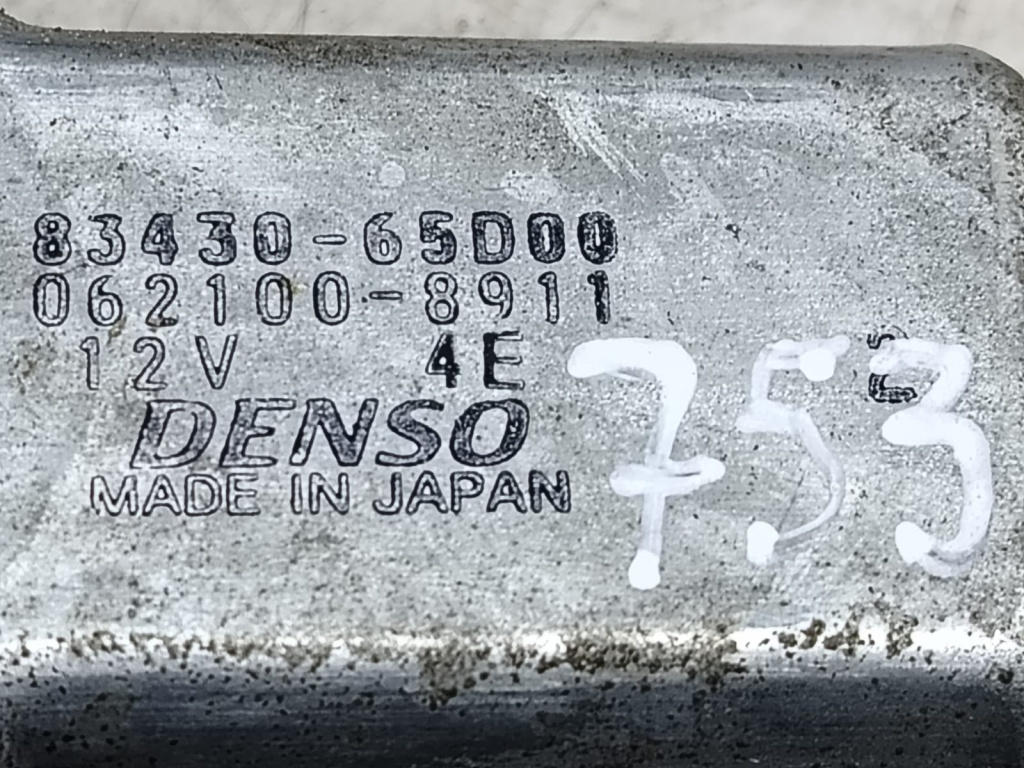 83430-65D00
062100-8911
12V 4E
DENSO
MADE IN JAPAN
753